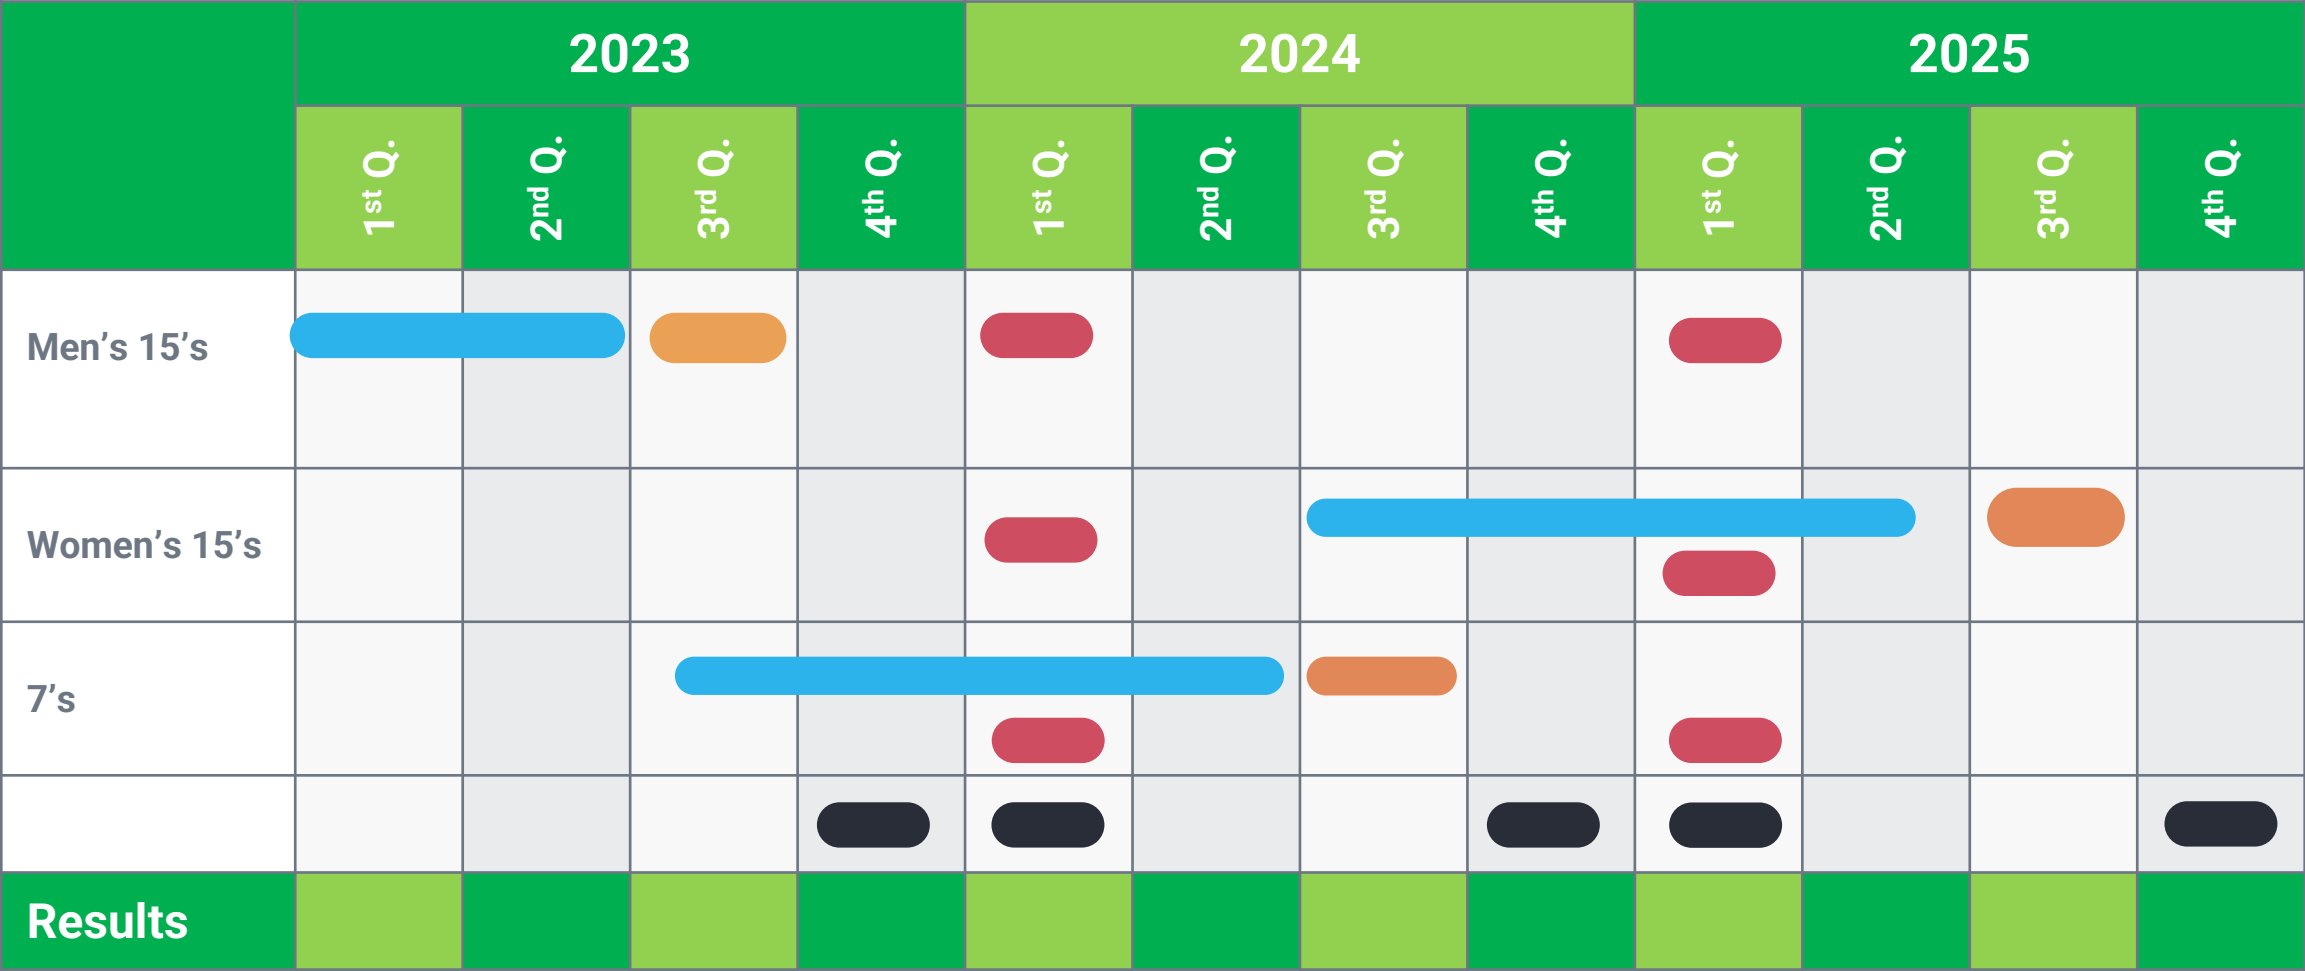 2023 2024 2025
1st Q. 2nd Q. 3rd Q. 4th Q. 1st Q. 2nd Q. 3rd Q. 4th Q. 1st Q. 2nd Q. 3rd Q. 4th Q.
Men’s 15’s
Women’s 15’s
7’s
Results